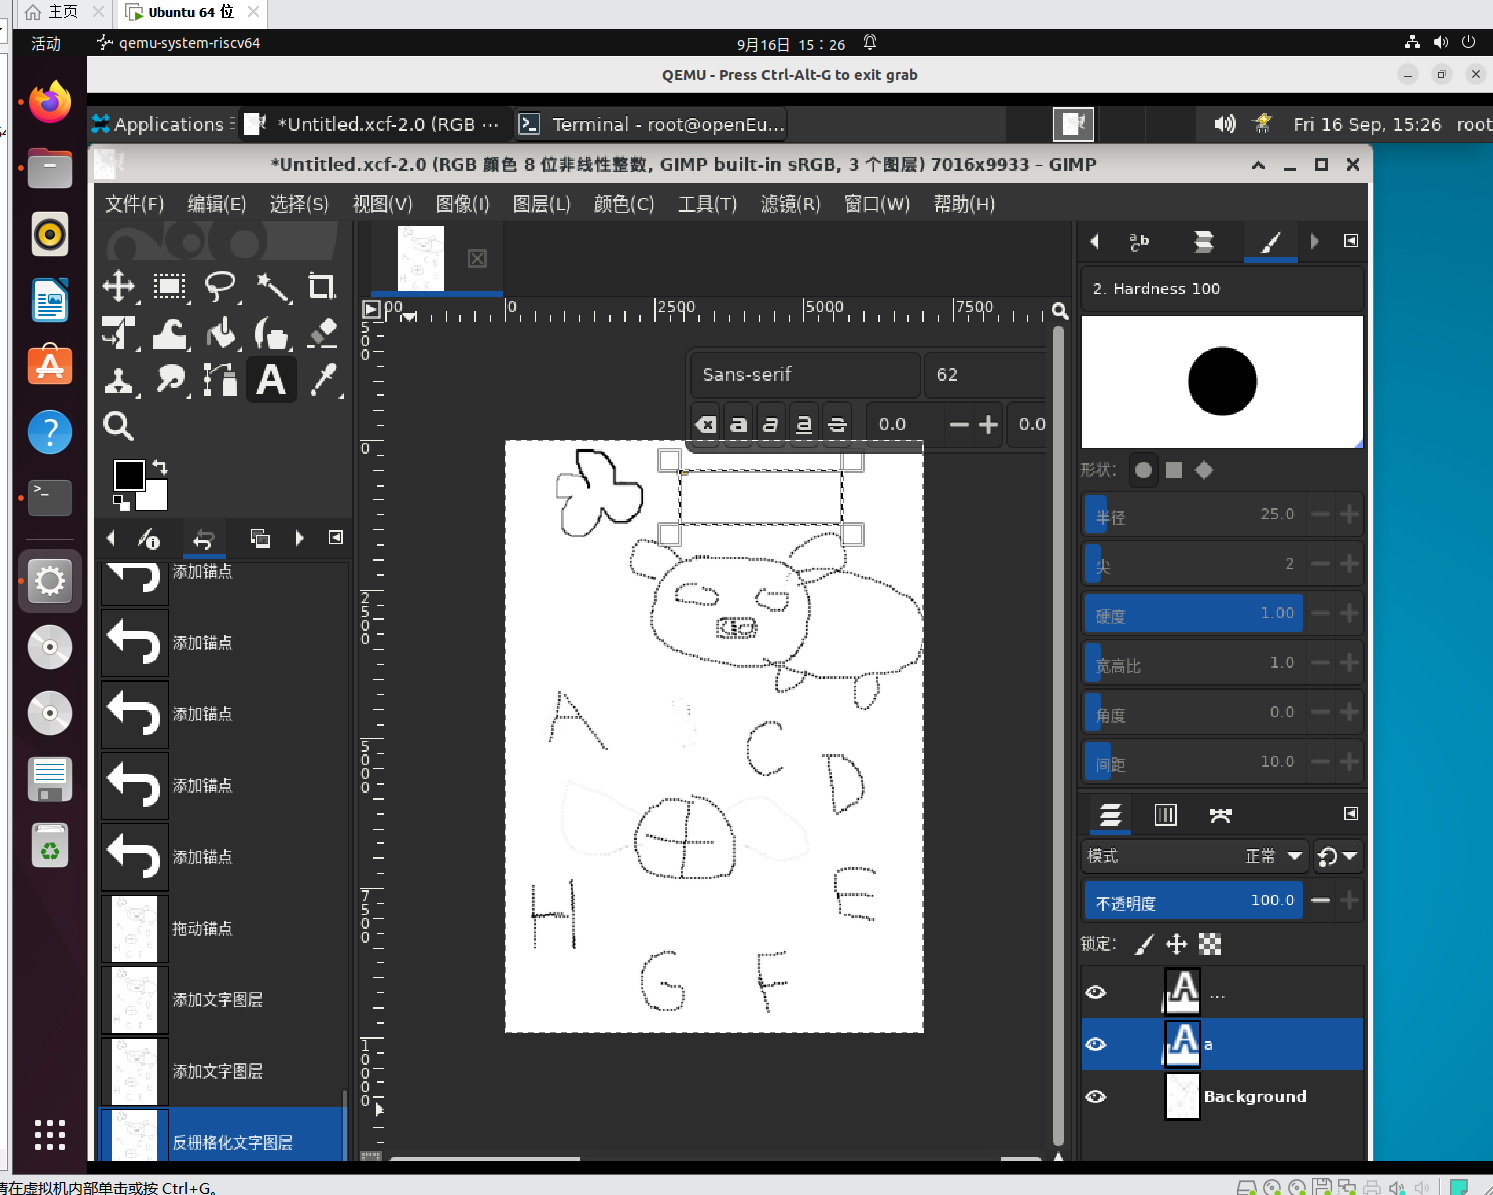 主页
Ubuntu 64 位
活动
qemu-system-riscv64
9月16日 15：26
QEMU - Press Ctrl-Alt-G to exit grab
Applications
*Untitled.xcf-2.0 (RGB ...
Terminal - root@openEu...
Fri 16 Sep, 15:26
root
*Untitled.xcf-2.0 (RGB 颜色 8 位非线性整数, GIMP built-in sRGB, 3 个图层) 7016x9933 – GIMP
文件(F) 编辑(E) 选择(S) 视图(V) 图像(I) 图层(L) 颜色(C) 工具(T) 滤镜(R) 窗口(W) 帮助(H)
00 0 2500 5000 7500
500
0
2500
5000
7500
10000
Sans-serif
62
0.0
0.0
A
C
D
E
F
G
H
添加锚点
添加锚点
添加锚点
添加锚点
添加锚点
拖动锚点
添加文字图层
添加文字图层
反栅格化文字图层
2. Hardness 100
形状：
半径 25.0
尖 2
硬度 1.00
宽高比 1.0
角度 0.0
间距 10.0
模式 正常
不透明度 100.0
锁定：
...
a
Background
请在虚拟机内部单击或按 Ctrl+G。